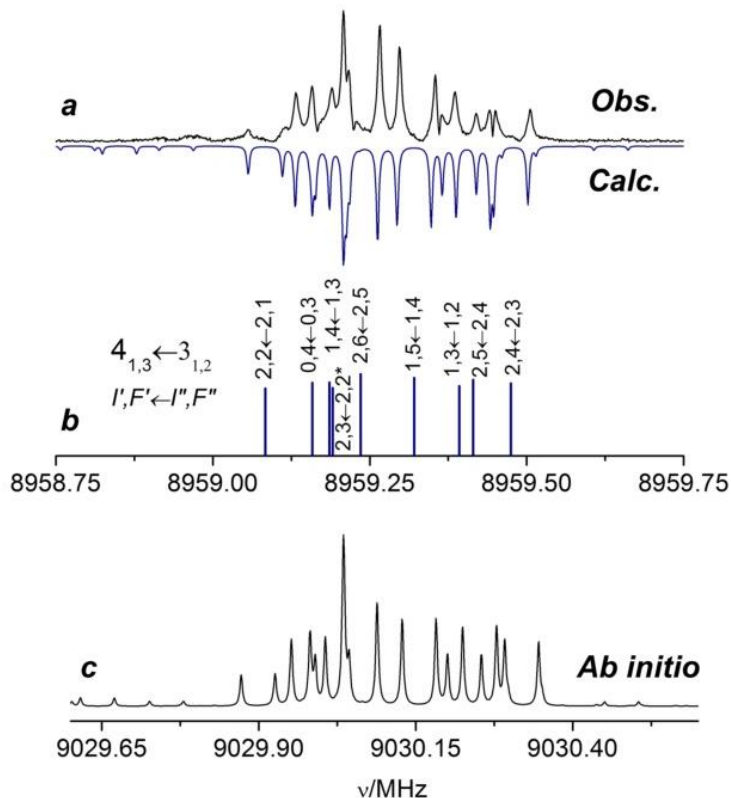 a
Obs.
Calc.
4₁,₃←3₁,₂
I',F'←I",F"
b
2,2←2,1
0,4←0,3
1,4←1,3
2,3←2,2*
2,6←2,5
1,5←1,4
1,3←1,2
2,5←2,4
2,4←2,3
8958.75 8959.00 8959.25 8959.50 8959.75
c
Ab initio
9029.65 9029.90 9030.15 9030.40
ν/MHz